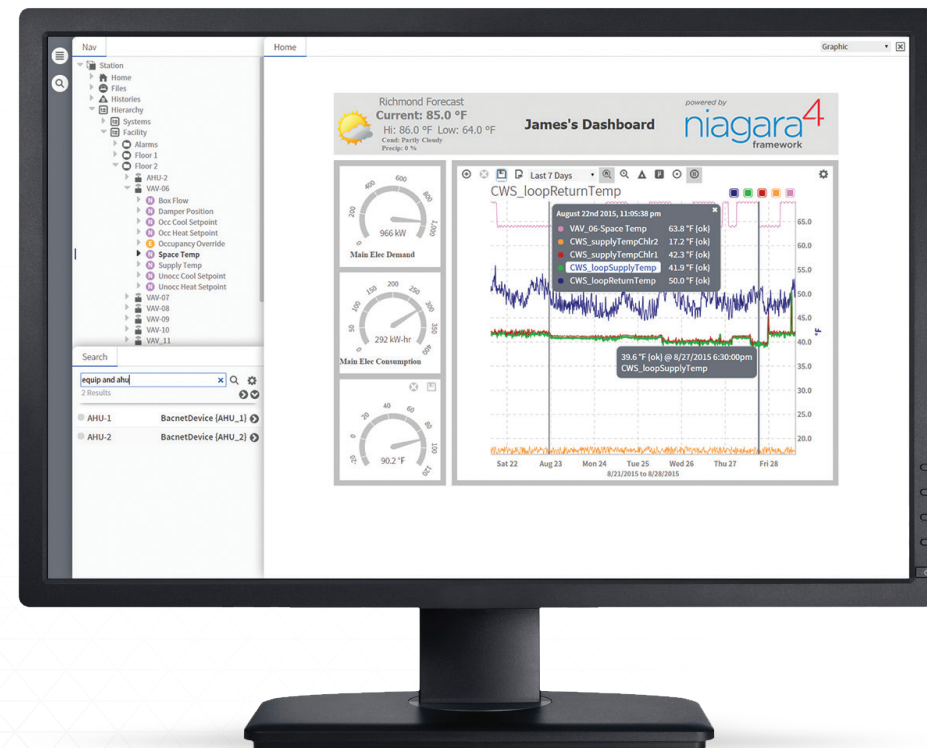 Nav
Station
Home
Files
Histories
Hierarchy
Systems
Facility
Alarms
Floor 1
Floor 2
AHU-2
VAV-06
Box Flow
Damper Position
Occ Cool Setpoint
Occ Heat Setpoint
Occupancy Override
Space Temp
Supply Temp
Unocc Cool Setpoint
Unocc Heat Setpoint
VAV-07
VAV-08
VAV-09
VAV-10
VAV_11
Search
equip and ahu
2 Results
AHU-1 BacnetDevice {AHU_1}
AHU-2 BacnetDevice {AHU_2}
Home
Graphic
Richmond Forecast
Current: 85.0 °F
Hi: 86.0 °F Low: 64.0 °F
Cond: Partly Cloudy
Precip: 0 %
James's Dashboard
powered by
niagara4
framework
0 200 400 600 800 1,000
966 kW
Main Elec Demand
0 50 100 150 200 250 300 350 400
292 kW-hr
Main Elec Consumption
-20 0 20 40 60 80 100 120
90.2 °F
Last 7 Days
CWS_loopReturnTemp
August 22nd 2015, 11:05:38 pm
VAV_06-Space Temp 63.8 °F {ok}
CWS_supplyTempChlr2 17.2 °F {ok}
CWS_supplyTempChlr1 42.3 °F {ok}
CWS_loopSupplyTemp 41.9 °F {ok}
CWS_loopReturnTemp 50.0 °F {ok}
65.0
60.0
55.0
50.0
45.0
40.0
35.0
30.0
25.0
20.0
°F
39.6 °F {ok} @ 8/27/2015 6:30:00pm
CWS_loopSupplyTemp
Sat 22 Aug 23 Mon 24 Tue 25 Wed 26 Thu 27 Fri 28
8/21/2015 to 8/28/2015